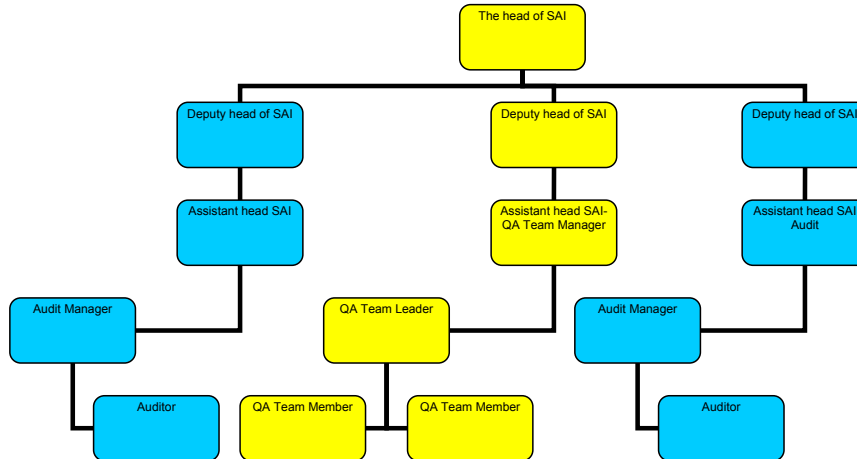 The head of SAI
Deputy head of SAI
Deputy head of SAI
Deputy head of SAI
Assistant head SAI
Assistant head SAI-
QA Team Manager
Assistant head SAI
Audit
Audit Manager
QA Team Leader
Audit Manager
Auditor
QA Team Member
QA Team Member
Auditor